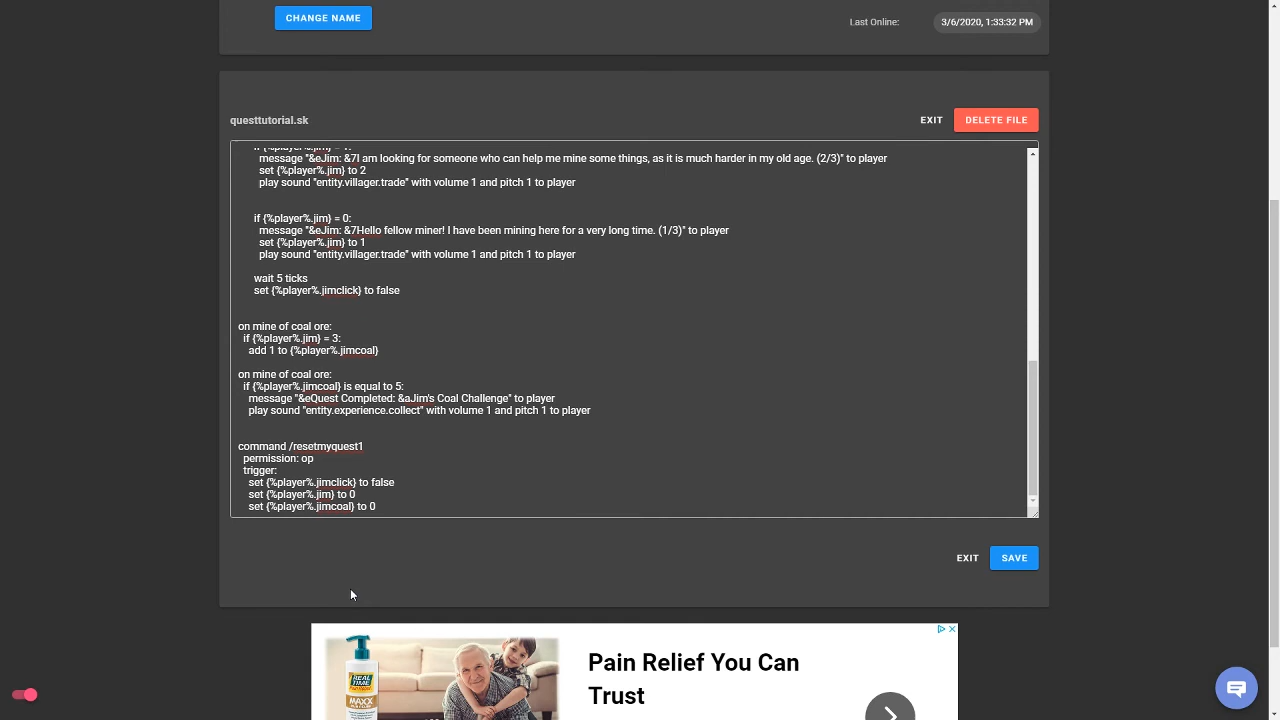 CHANGE NAME
Last Online:
3/6/2020, 1:33:32 PM
questtutorial.sk
EXIT
DELETE FILE
if {%player%.jim} = 1:
message "&eJim: &7I am looking for someone who can help me mine some things, as it is much harder in my old age. (2/3)" to player
set {%player%.jim} to 2
play sound "entity.villager.trade" with volume 1 and pitch 1 to player
if {%player%.jim} = 0:
message "&eJim: &7Hello fellow miner! I have been mining here for a very long time. (1/3)" to player
set {%player%.jim} to 1
play sound "entity.villager.trade" with volume 1 and pitch 1 to player
wait 5 ticks
set {%player%.jimclick} to false
on mine of coal ore:
if {%player%.jim} = 3:
add 1 to {%player%.jimcoal}
on mine of coal ore:
if {%player%.jimcoal} is equal to 5:
message "&eQuest Completed: &aJim's Coal Challenge" to player
play sound "entity.experience.collect" with volume 1 and pitch 1 to player
command /resetmyquest1
permission: op
trigger:
set {%player%.jimclick} to false
set {%player%.jim} to 0
set {%player%.jimcoal} to 0
EXIT
SAVE
Pain Relief You Can
Trust
REAL TIME
MAXX